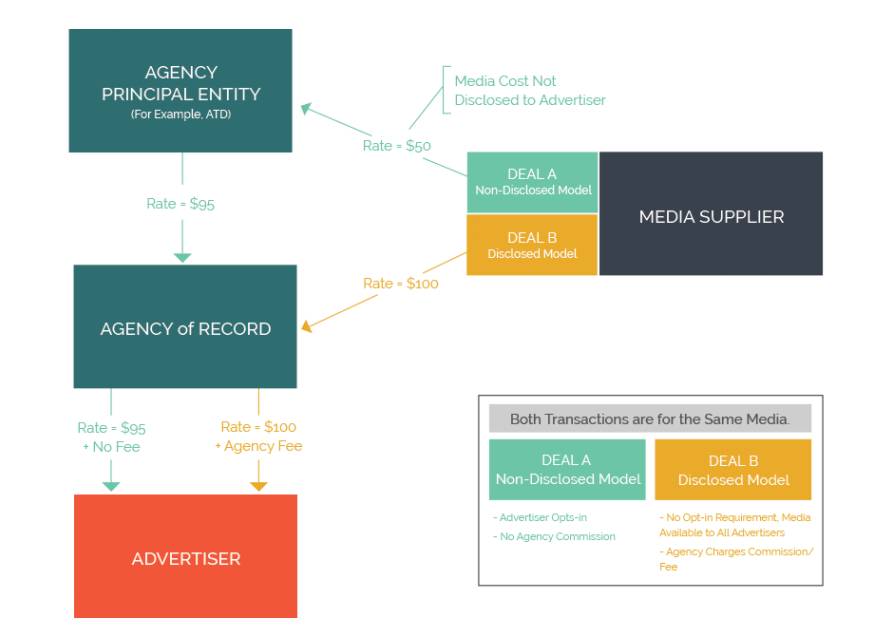 AGENCY
PRINCIPAL ENTITY
(For Example, ATD)
Media Cost Not
Disclosed to Advertiser
Rate = $50
DEAL A
Non-Disclosed Model
MEDIA SUPPLIER
DEAL B
Disclosed Model
Rate = $95
Rate = $100
AGENCY of RECORD
Rate = $95
+ No Fee
Rate = $100
+ Agency Fee
ADVERTISER
Both Transactions are for the Same Media.
DEAL A
Non-Disclosed Model
- Advertiser Opts-in
- No Agency Commission
DEAL B
Disclosed Model
- No Opt-in Requirement, Media
Available to All Advertisers
- Agency Charges Commission/
Fee